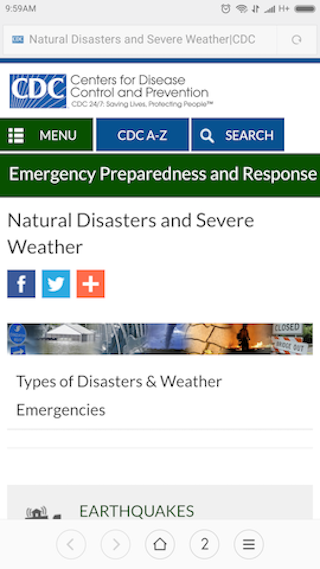 9:59AM H+
Natural Disasters and Severe Weather|CDC
CDC Centers for Disease
Control and Prevention
CDC 24/7: Saving Lives, Protecting People™
MENU CDC A-Z SEARCH
Emergency Preparedness and Response
Natural Disasters and Severe
Weather
CLOSED
BRIDGE OUT
Types of Disasters & Weather
Emergencies
EARTHQUAKES
2